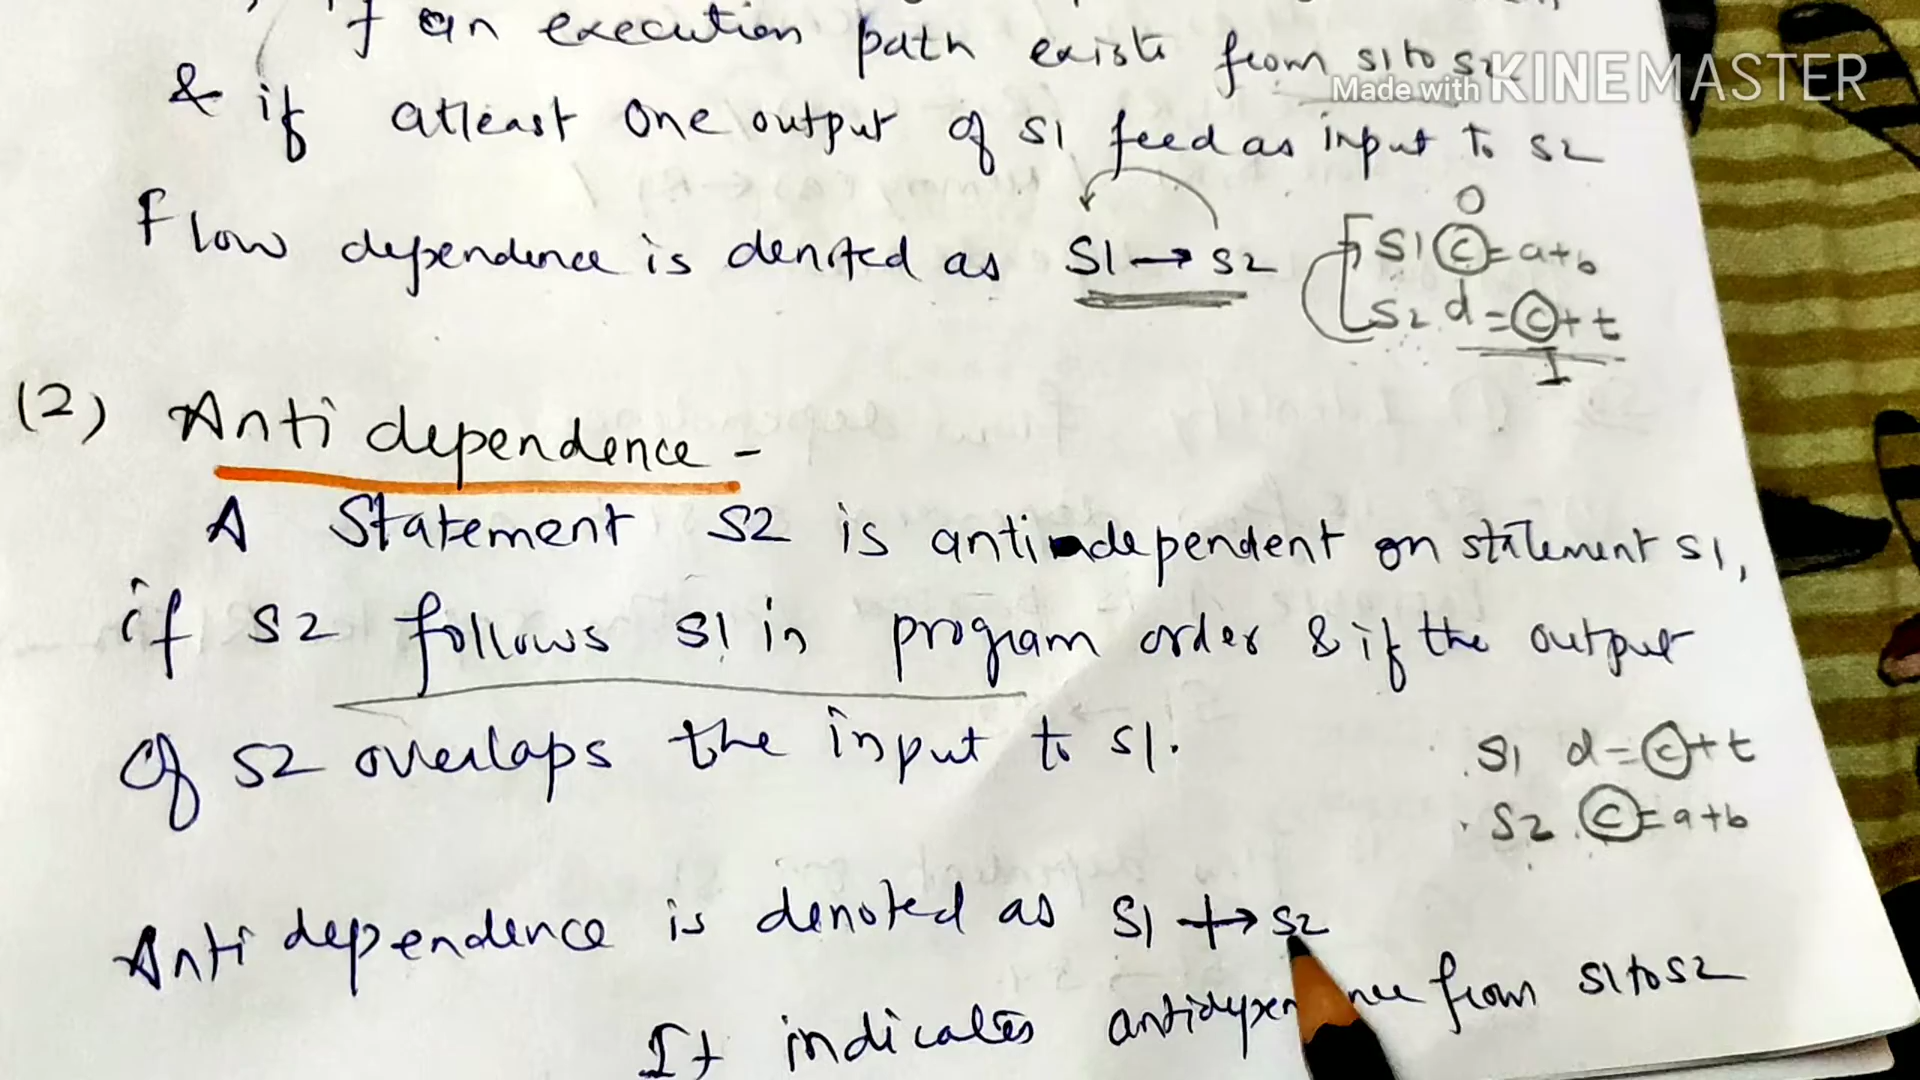 if an execution path exists from S1 to S2
Made with KINEMASTER
& if atleast one output of S1 feed as input to S2
O
Flow dependence is denoted as S1 → S2
S1 C = a+b
S2 d = C + t
I
(2) Anti dependence -
A Statement S2 is antidependent on statement S1,
if S2 follows S1 in program order & if the output
of S2 overlaps the input to S1.
S1 d = C + t
S2 C = a+b
Anti dependence is denoted as S1 +→ S2
It indicates from S1 to S2